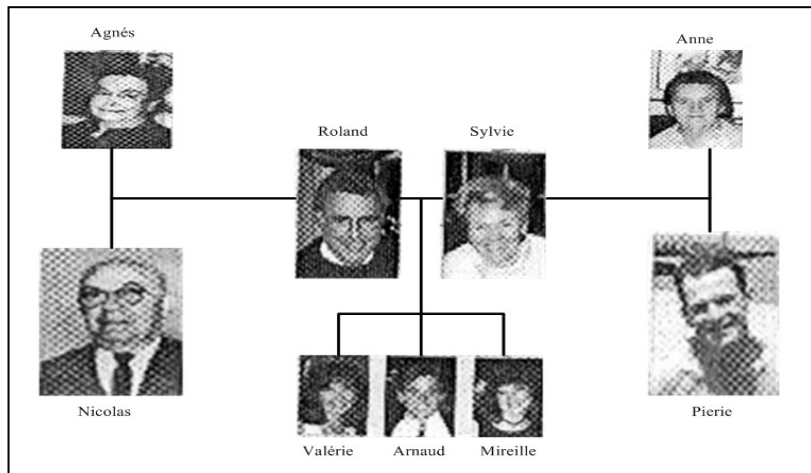 Agnés
Anne
Roland
Sylvie
Nicolas
Pierie
Valérie
Arnaud
Mireille